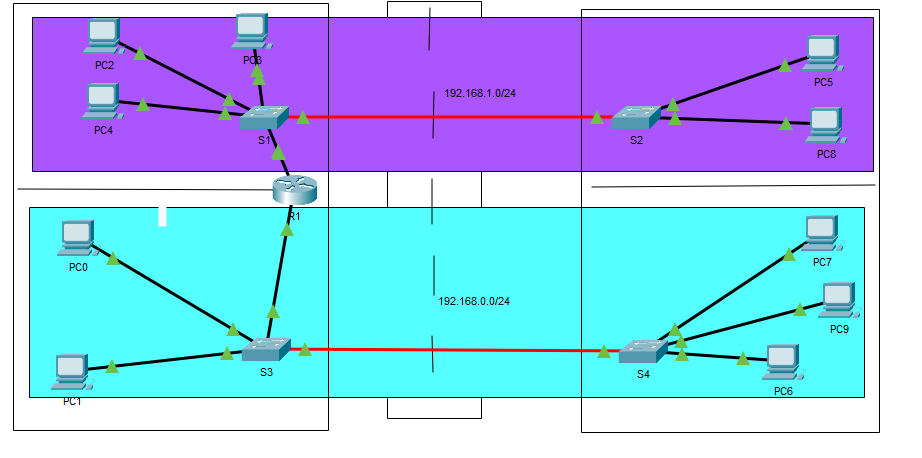 PC2
PC3
PC4
S1
192.168.1.0/24
S2
PC5
PC8
R1
PC0
PC1
S3
192.168.0.0/24
S4
PC7
PC9
PC6